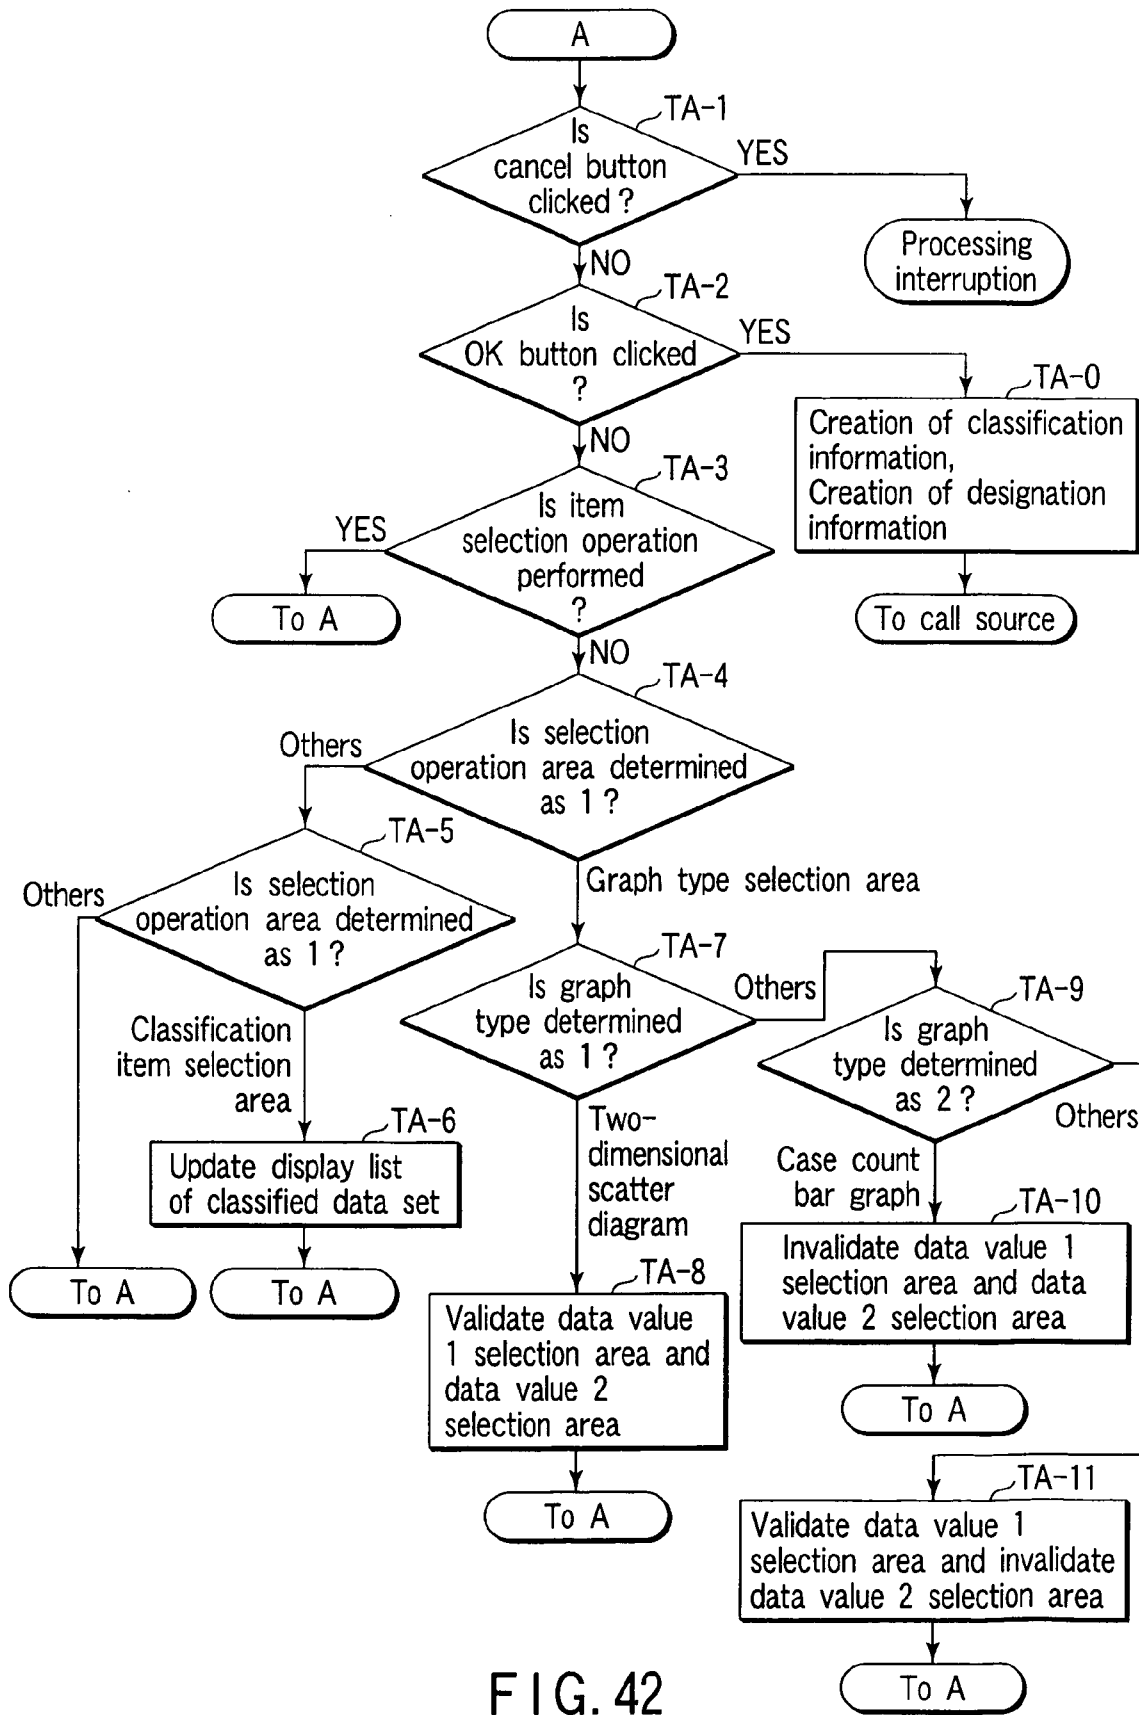 A
TA-1
Is
cancel button
clicked ?
YES
Processing
interruption
NO
TA-2
Is
OK button clicked
?
YES
TA-0
Creation of classification
information,
Creation of designation
information
To call source
NO
TA-3
Is item
selection operation
performed
?
YES
To A
NO
TA-4
Is selection
operation area determined
as 1 ?
Others
TA-5
Is selection
operation area determined
as 1 ?
Others
Classification
item selection
area
TA-6
Update display list
of classified data set
To A
To A
Graph type selection area
TA-7
Is graph
type determined
as 1 ?
Others
Two-
dimensional
scatter
diagram
TA-8
Validate data value
1 selection area and
data value 2
selection area
To A
TA-9
Is graph
type determined
as 2 ?
Others
Case count
bar graph
TA-10
Invalidate data value 1
selection area and data
value 2 selection area
To A
TA-11
Validate data value 1
selection area and invalidate
data value 2 selection area
To A
FIG. 42